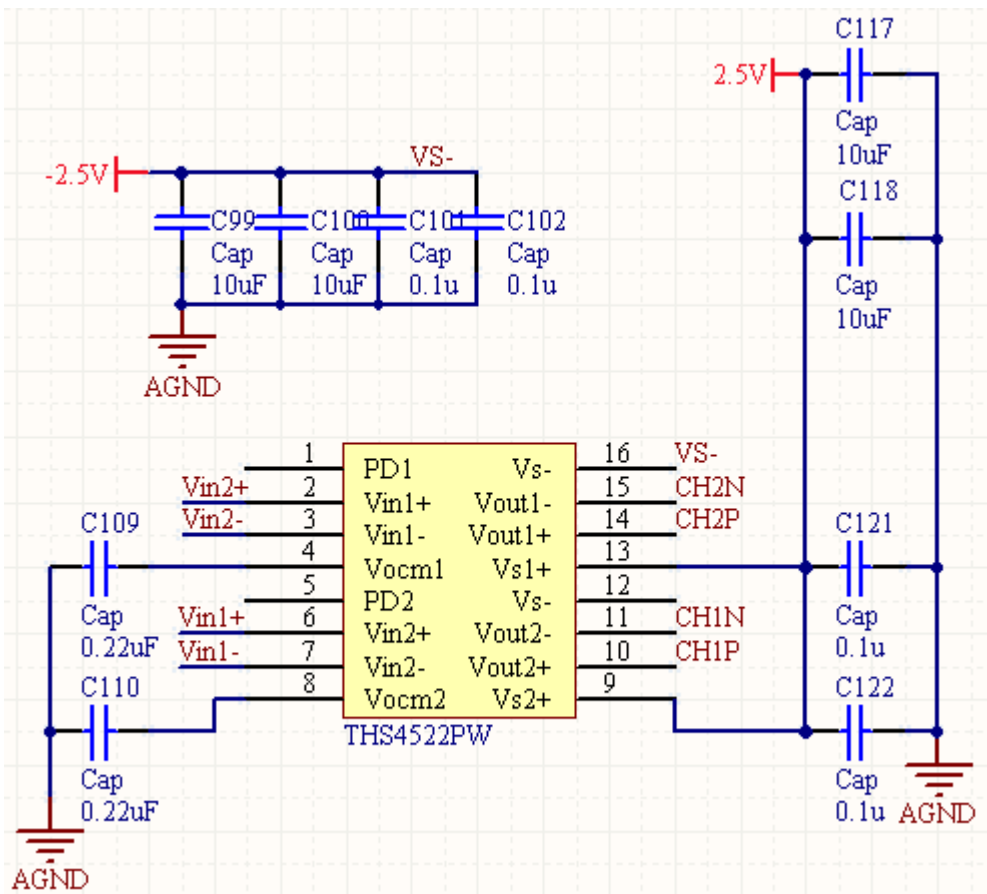 C117
2.5V
Cap
10uF
C118
Cap
10uF
-2.5V
VS-
C99
Cap
10uF
C100
Cap
10uF
C101
Cap
0.1u
C102
Cap
0.1u
AGND
1 PD1 Vs- 16 VS-
Vin2+ 2 Vin1+ Vout1- 15 CH2N
Vin2- 3 Vin1- Vout1+ 14 CH2P
4 Vocm1 Vs1+ 13
5 PD2 Vs- 12
Vin1+ 6 Vin2+ Vout2- 11 CH1N
Vin1- 7 Vin2- Vout2+ 10 CH1P
8 Vocm2 Vs2+ 9
THS4522PW
C109
Cap
0.22uF
C110
Cap
0.22uF
AGND
C121
Cap
0.1u
C122
Cap
0.1u
AGND